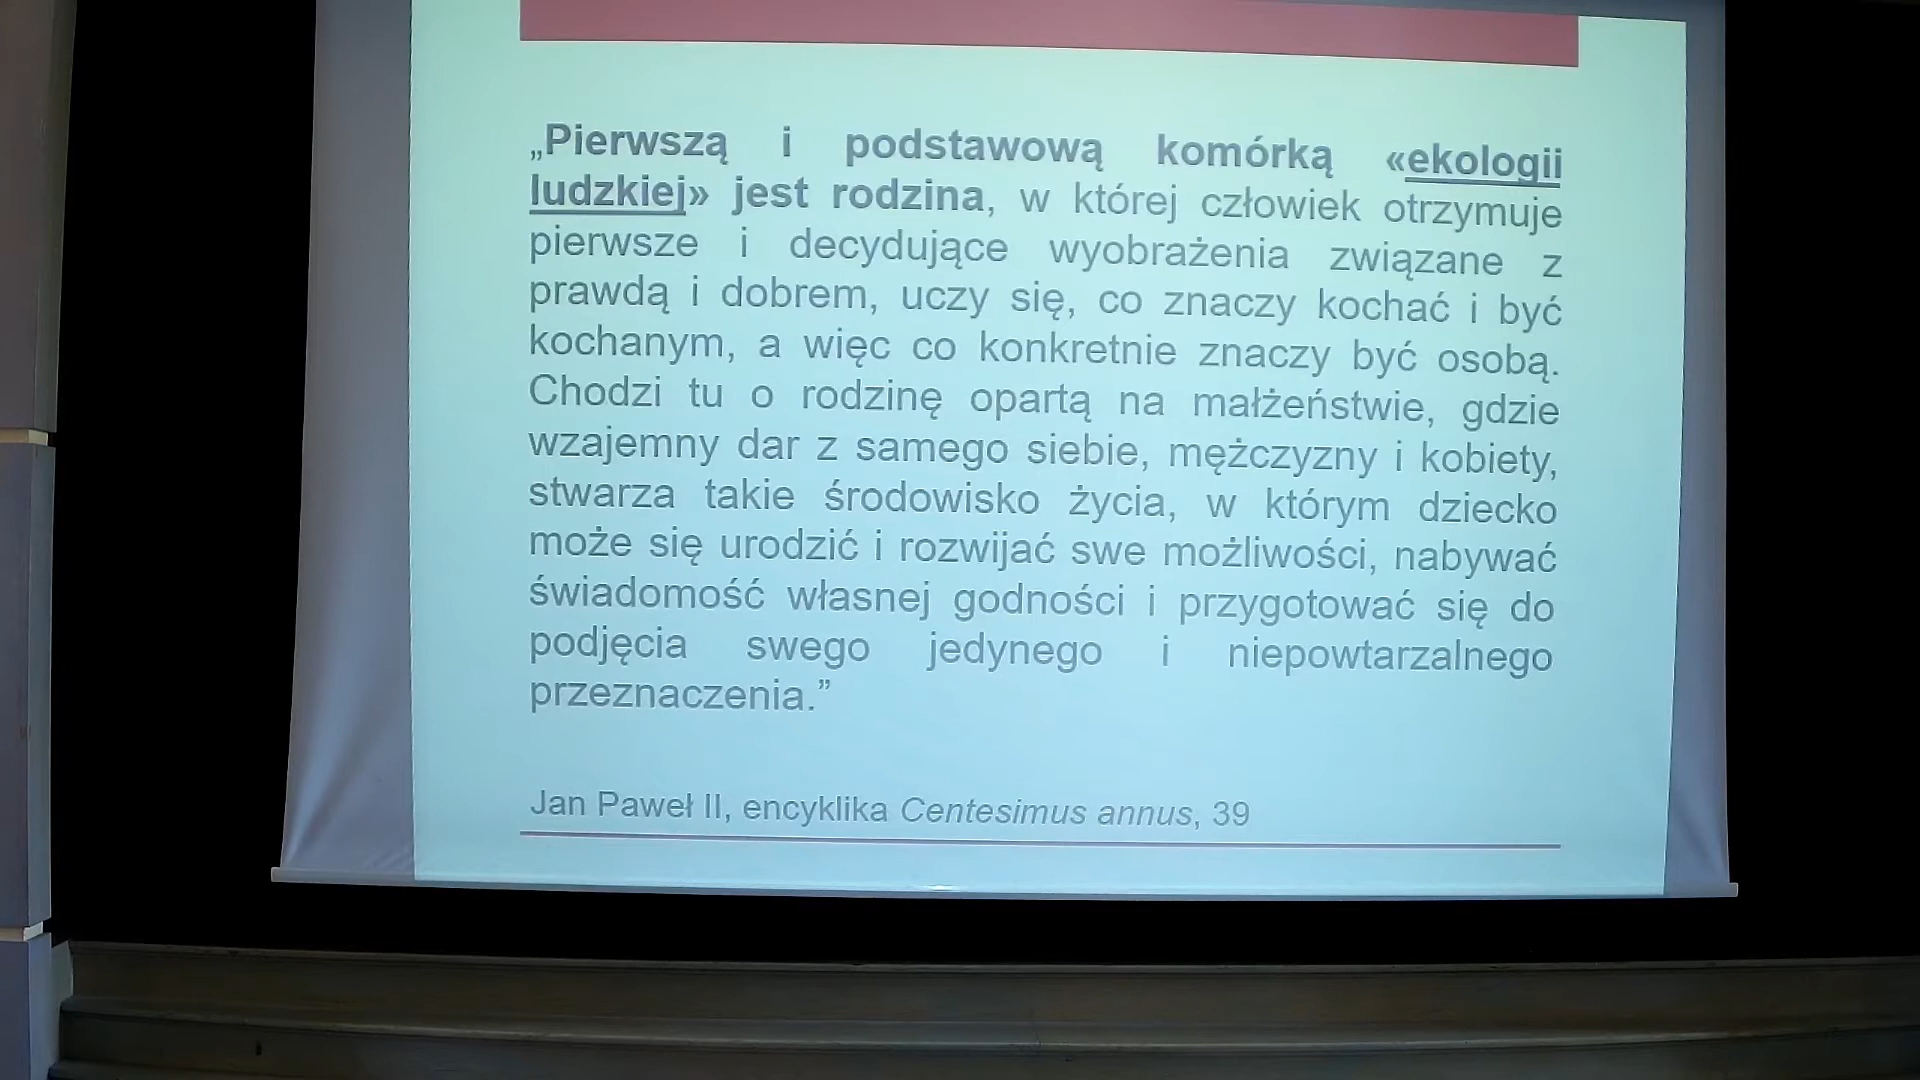 „Pierwszą i podstawową komórką «ekologii
ludzkiej» jest rodzina, w której człowiek otrzymuje
pierwsze i decydujące wyobrażenia związane z
prawdą i dobrem, uczy się, co znaczy kochać i być
kochanym, a więc co konkretnie znaczy być osobą.
Chodzi tu o rodzinę opartą na małżeństwie, gdzie
wzajemny dar z samego siebie, mężczyzny i kobiety,
stwarza takie środowisko życia, w którym dziecko
może się urodzić i rozwijać swe możliwości, nabywać
świadomość własnej godności i przygotować się do
podjęcia swego jedynego i niepowtarzalnego
przeznaczenia.”
Jan Paweł II, encyklika Centesimus annus, 39